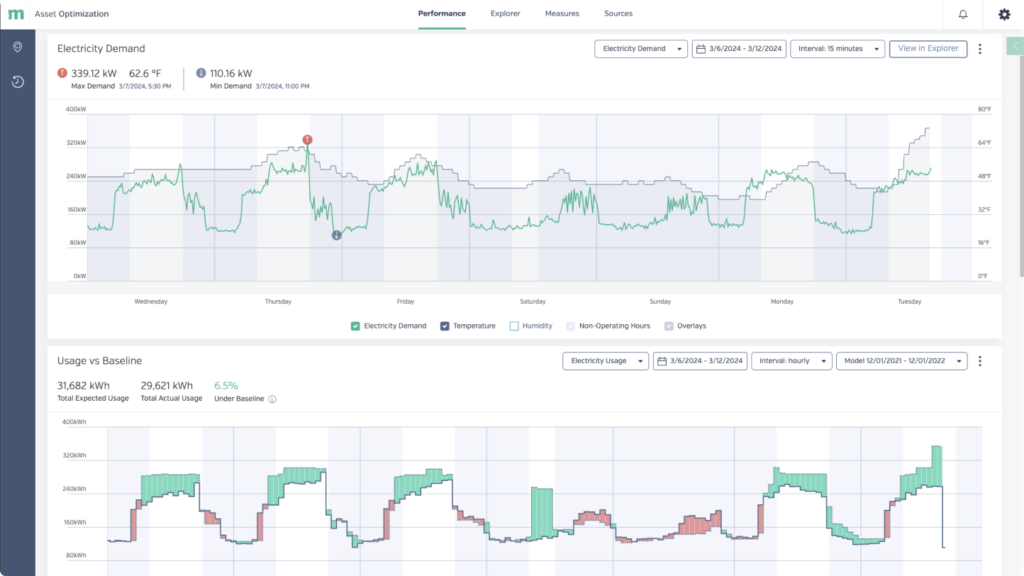 m Asset Optimization Performance Explorer Measures Sources
Electricity Demand Electricity Demand 3/6/2024 - 3/12/2024 Interval: 15 minutes View in Explorer
339.12 kW 62.6 °F 110.16 kW
Max Demand 3/7/2024, 5:30 PM Min Demand 3/7/2024, 11:00 PM
400kW 80°F
320kW 64°F
240kW 48°F
160kW 32°F
80kW 16°F
0kW 0°F
Wednesday Thursday Friday Saturday Sunday Monday Tuesday
Electricity Demand Temperature Humidity Non-Operating Hours Overlays
Usage vs Baseline Electricity Usage 3/6/2024 - 3/12/2024 Interval: hourly Model 12/01/2021 - 12/01/2022
31,682 kWh 29,621 kWh 6.5%
Total Expected Usage Total Actual Usage Under Baseline
400kWh
320kWh
240kWh
160kWh
80kWh